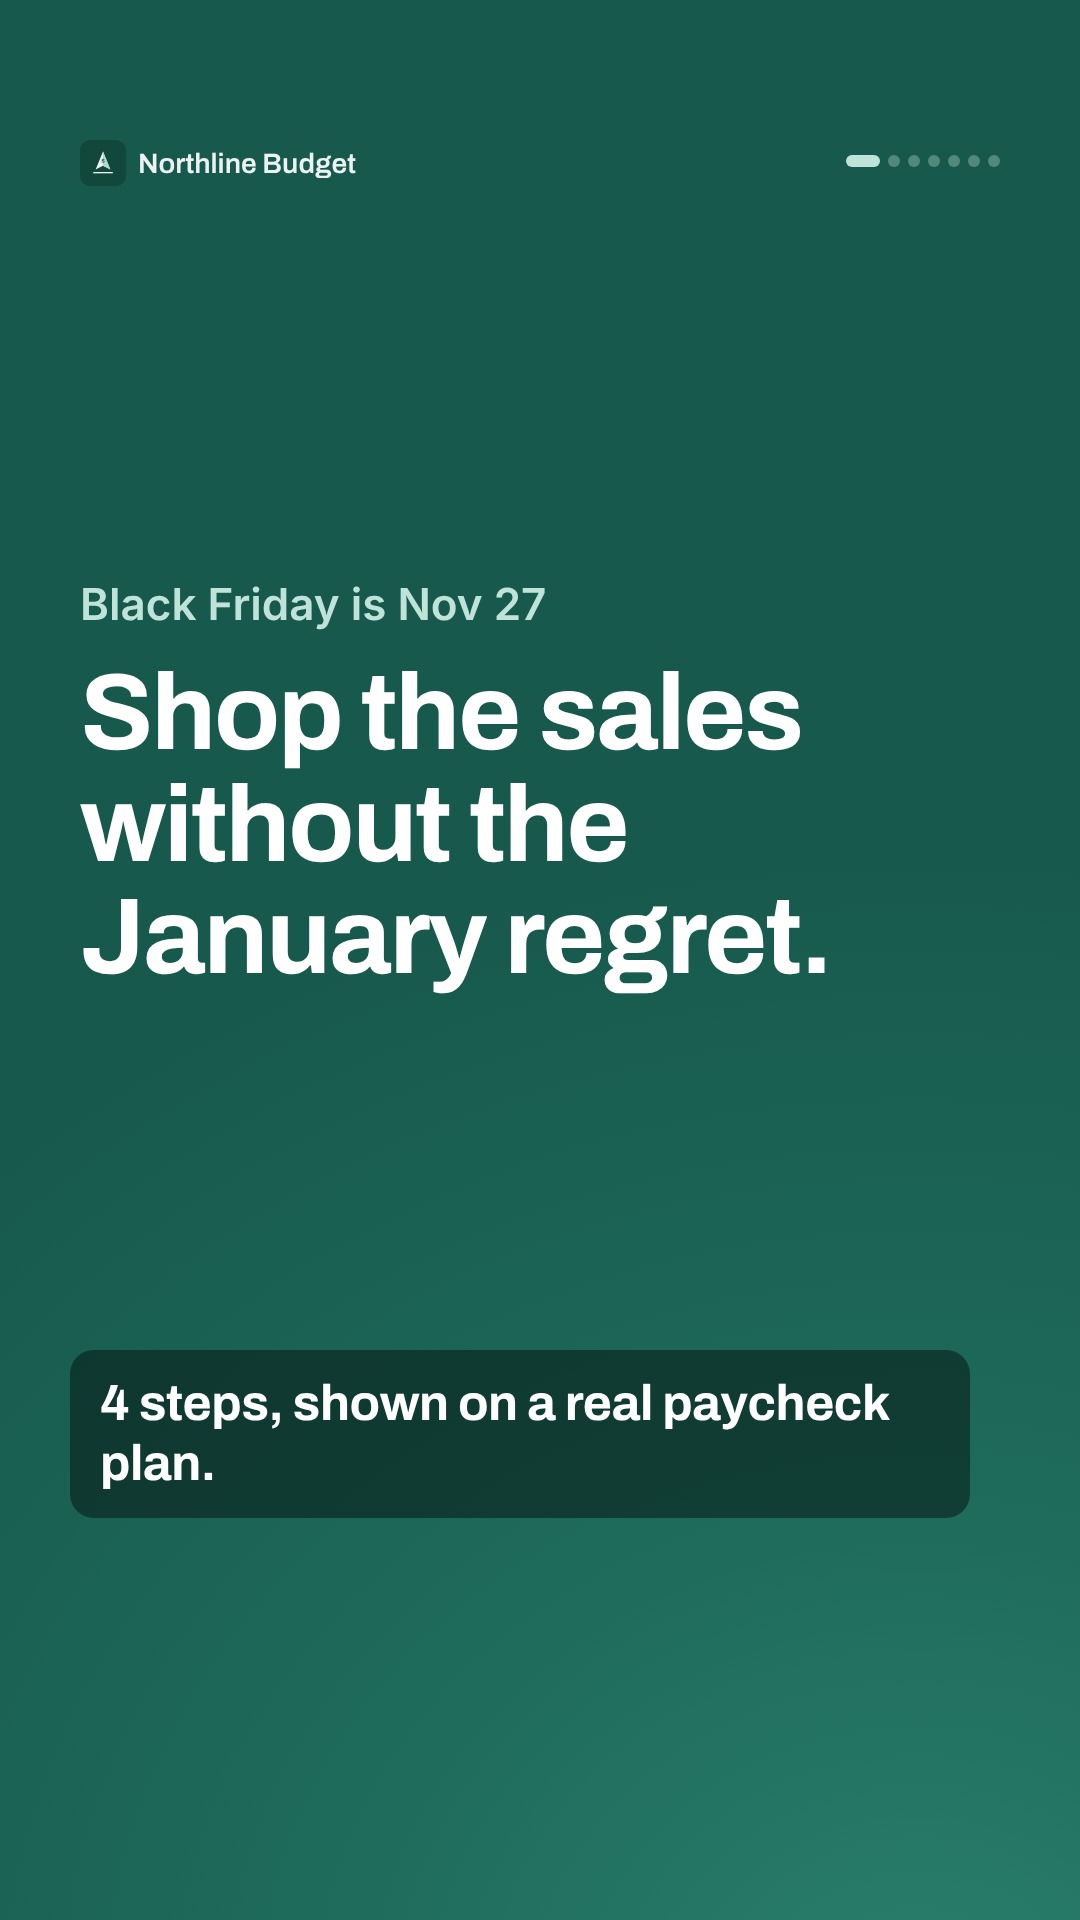 Northline Budget
Black Friday is Nov 27
Shop the sales
without the
January regret.
4 steps, shown on a real paycheck
plan.